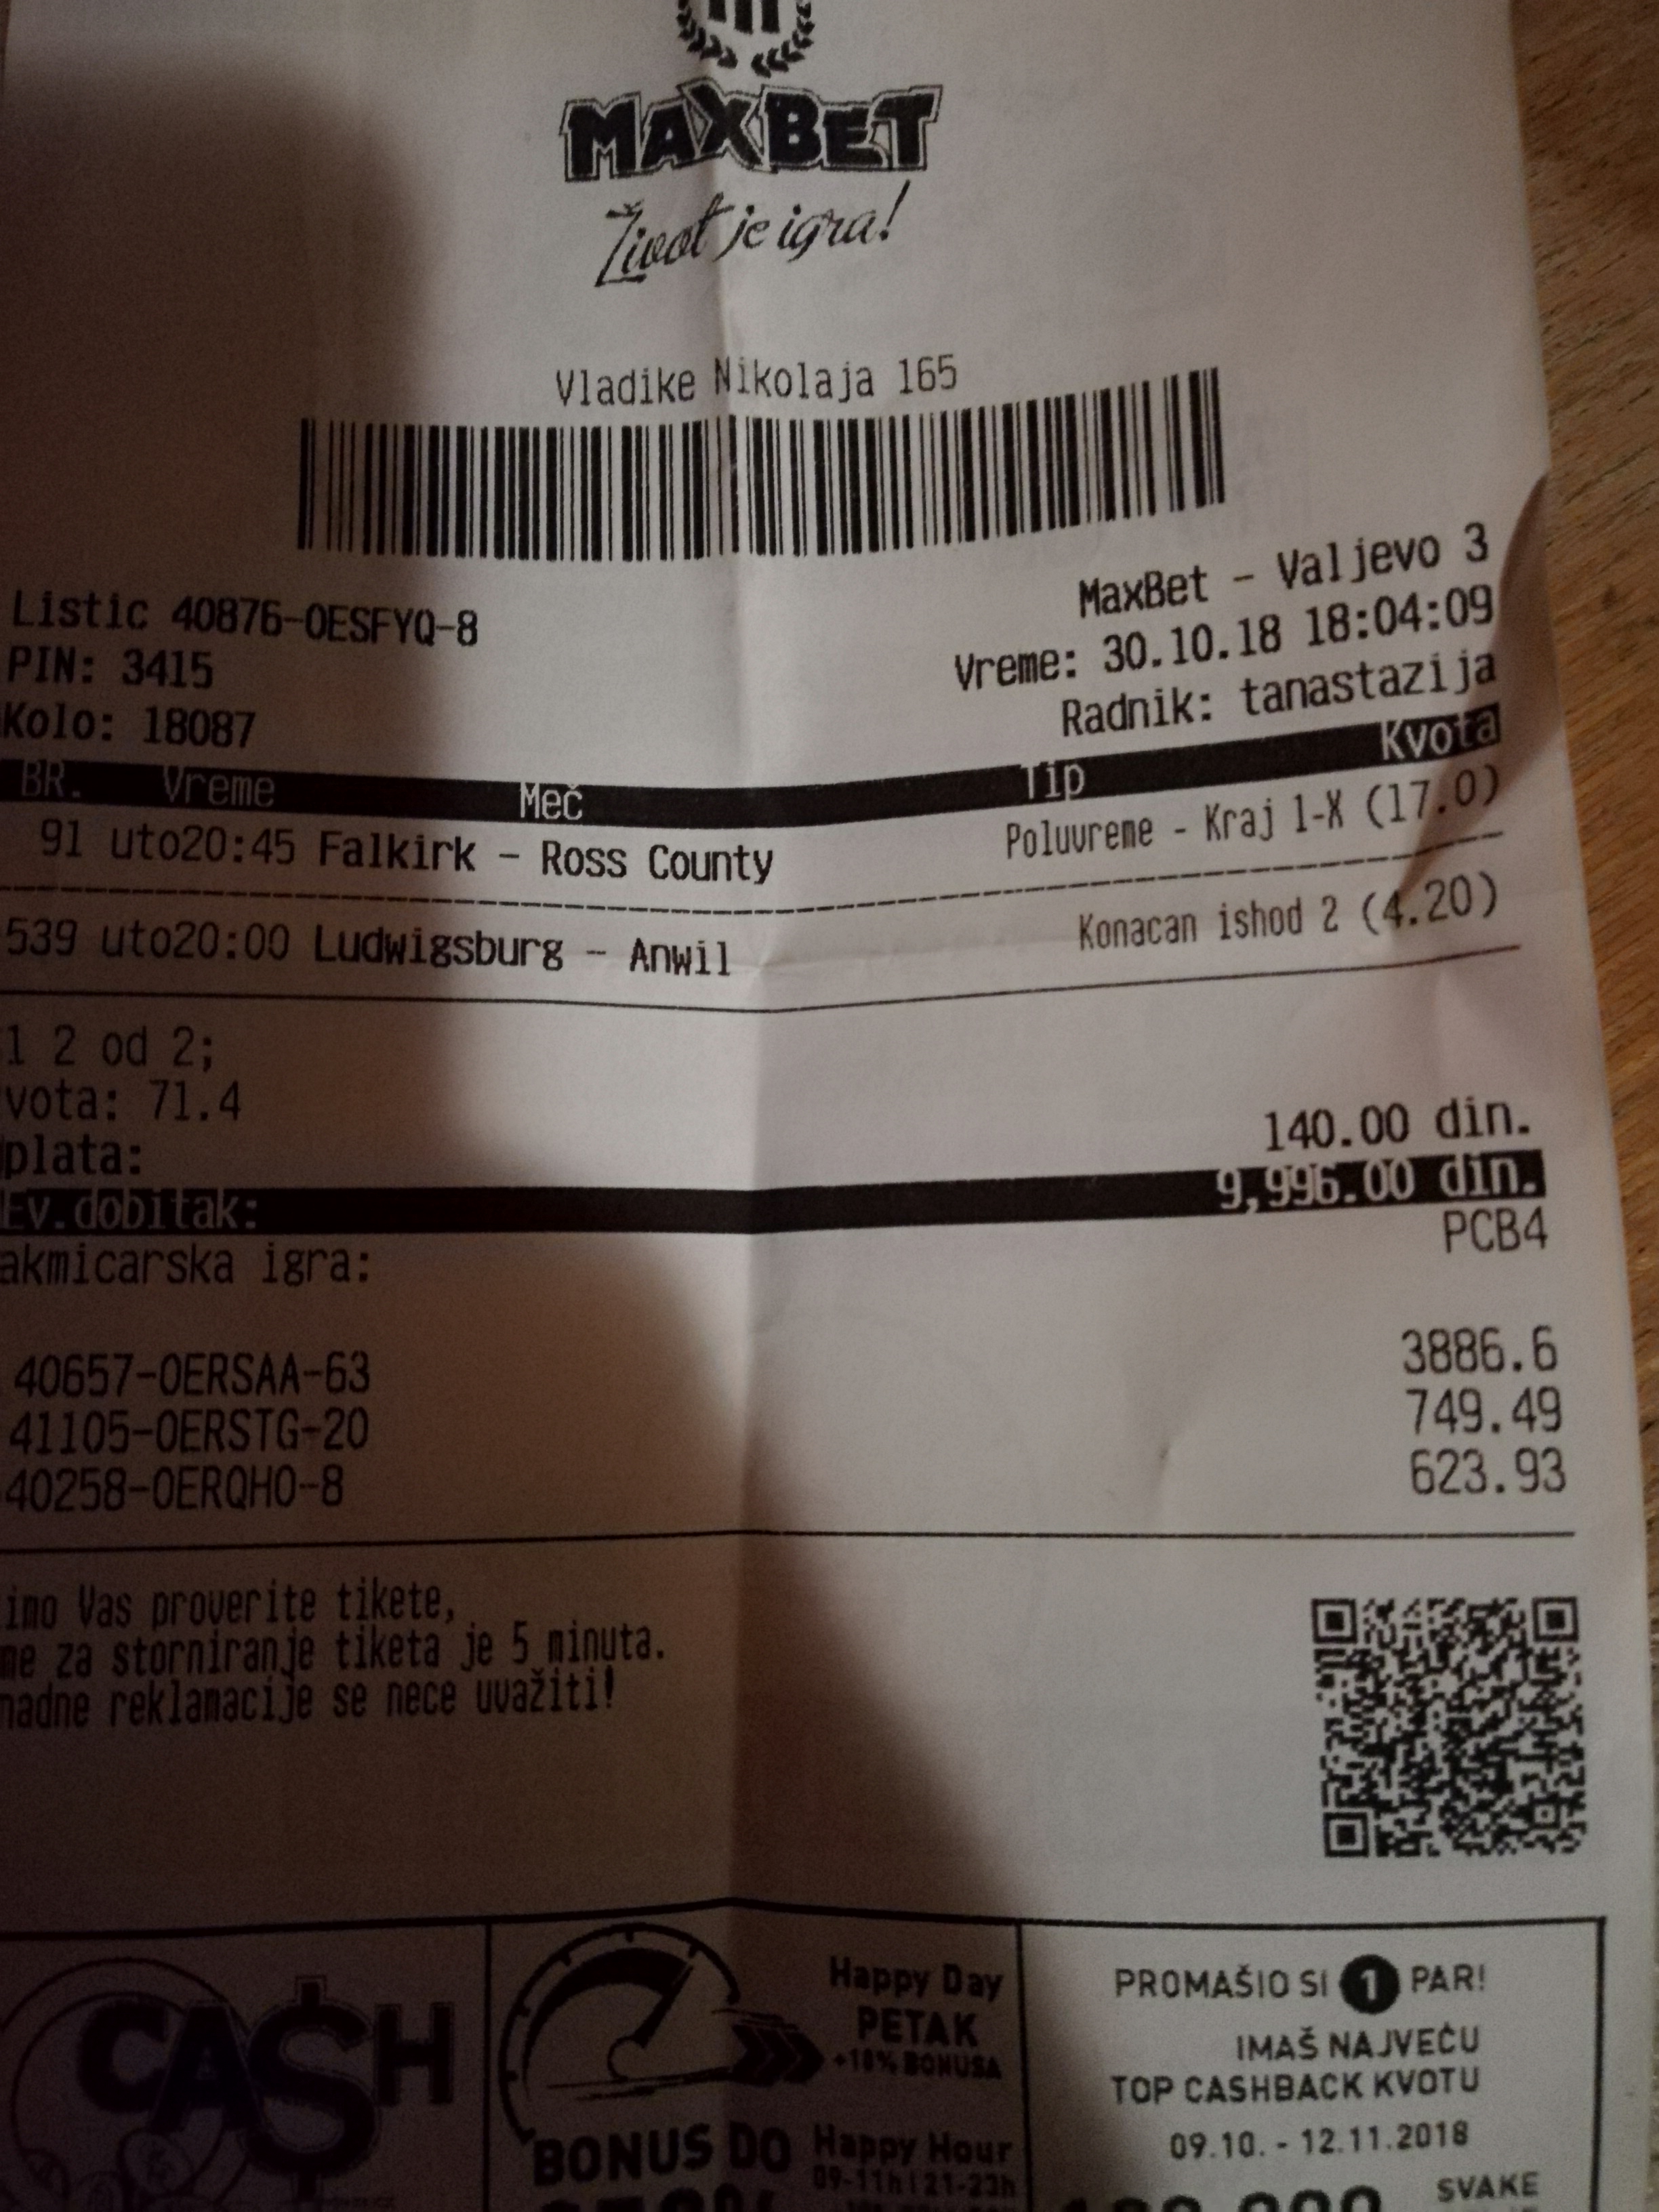 MAXBET
Život je igra!
Vladike Nikolaja 165
MaxBet - Valjevo 3
Listic 40876-OESFYQ-8
Vreme: 30.10.18 18:04:09
PIN: 3415
Radnik: tanastazija
Kolo: 18087
BR. Vreme Meč Tip Kvota
91 uto20:45 Falkirk - Ross County Poluvreme - Kraj 1-X (17.0)
539 uto20:00 Ludwigsburg - Anwil Konacan ishod 2 (4.20)
1 2 od 2;
vota: 71.4
plata: 140.00 din.
Ev.dobitak: 9,996.00 din.
akmicarska igra: PCB4
40657-OERSAA-63 3886.6
41105-OERSTG-20 749.49
40258-OERQHO-8 623.93
imo Vas proverite tikete,
me za storniranje tiketa je 5 minuta.
nadne reklamacije se nece uvažiti!
CA$H
Happy Day
PETAK
+10% BONUSA
BONUS DO
Happy Hour
09-11h i 21-23h
PROMAŠIO SI 1 PAR!
IMAŠ NAJVEĆU
TOP CASHBACK KVOTU
09.10. - 12.11.2018
SVAKE